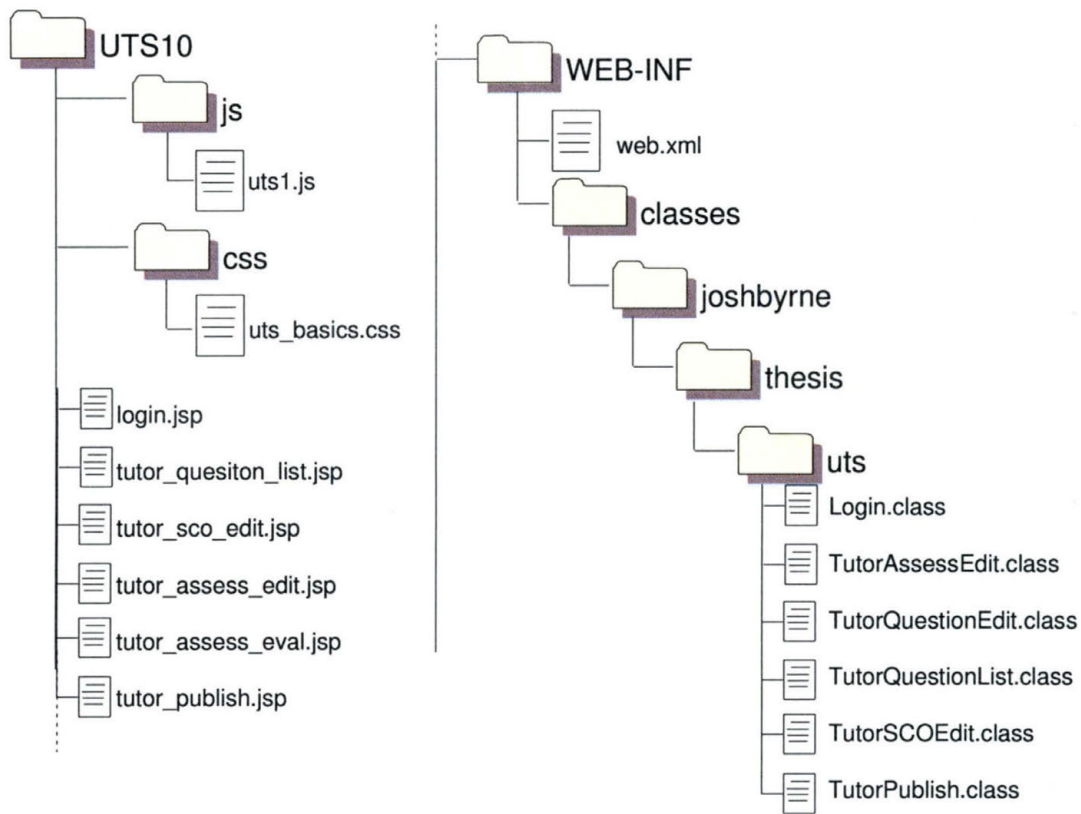 UTS10
js
uts1.js
css
uts_basics.css
login.jsp
tutor_quesiton_list.jsp
tutor_sco_edit.jsp
tutor_assess_edit.jsp
tutor_assess_eval.jsp
tutor_publish.jsp
WEB-INF
web.xml
classes
joshbyrne
thesis
uts
Login.class
TutorAssessEdit.class
TutorQuestionEdit.class
TutorQuestionList.class
TutorSCOEdit.class
TutorPublish.class